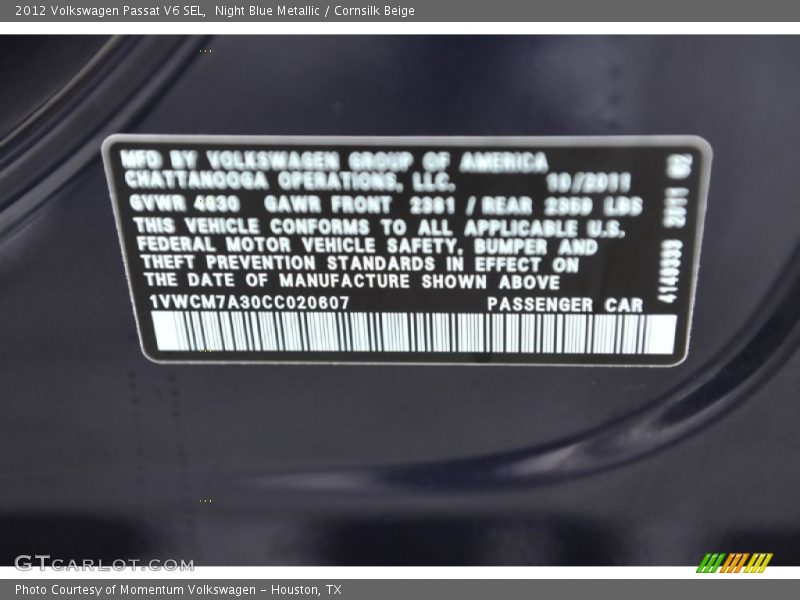 2012 Volkswagen Passat V6 SEL,  Night Blue Metallic / Cornsilk Beige
MFD BY VOLKSWAGEN GROUP OF AMERICA
CHATTANOOGA OPERATIONS, LLC. 10/2011
GVWR 4630 GAWR FRONT 2381 / REAR 2359 LBS
THIS VEHICLE CONFORMS TO ALL APPLICABLE U.S.
FEDERAL MOTOR VEHICLE SAFETY, BUMPER AND
THEFT PREVENTION STANDARDS IN EFFECT ON
THE DATE OF MANUFACTURE SHOWN ABOVE
1VWCM7A30CC020607 PASSENGER CAR
2011
GTcarlot.com
Photo Courtesy of Momentum Volkswagen – Houston, TX